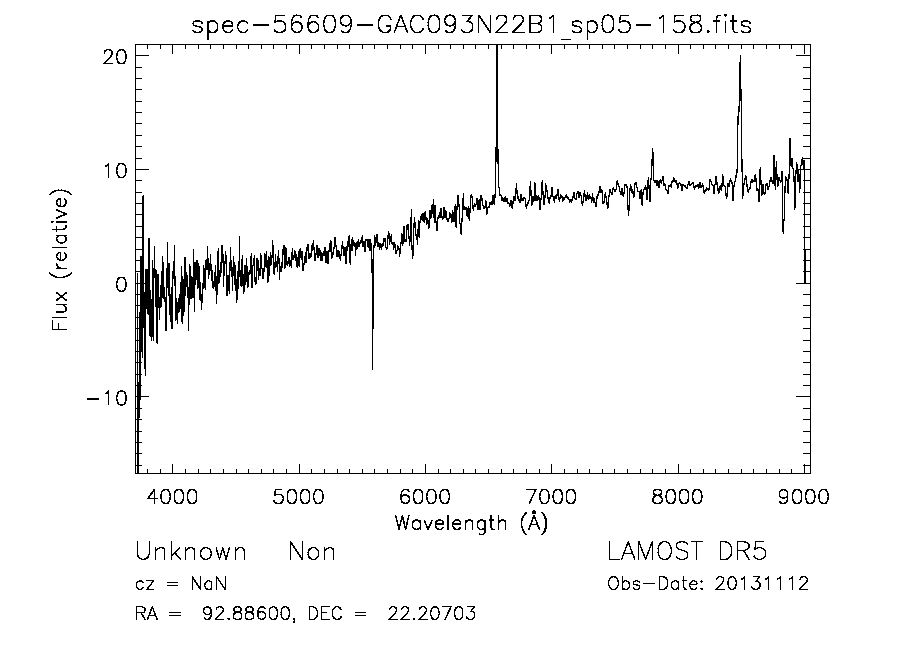 spec-56609-GAC093N22B1_sp05-158.fits
20
10
0
-10
Flux (relative)
4000 5000 6000 7000 8000 9000
Wavelength (Å)
Unknown Non LAMOST DR5
cz = NaN Obs-Date: 20131112
RA = 92.88600, DEC = 22.20703